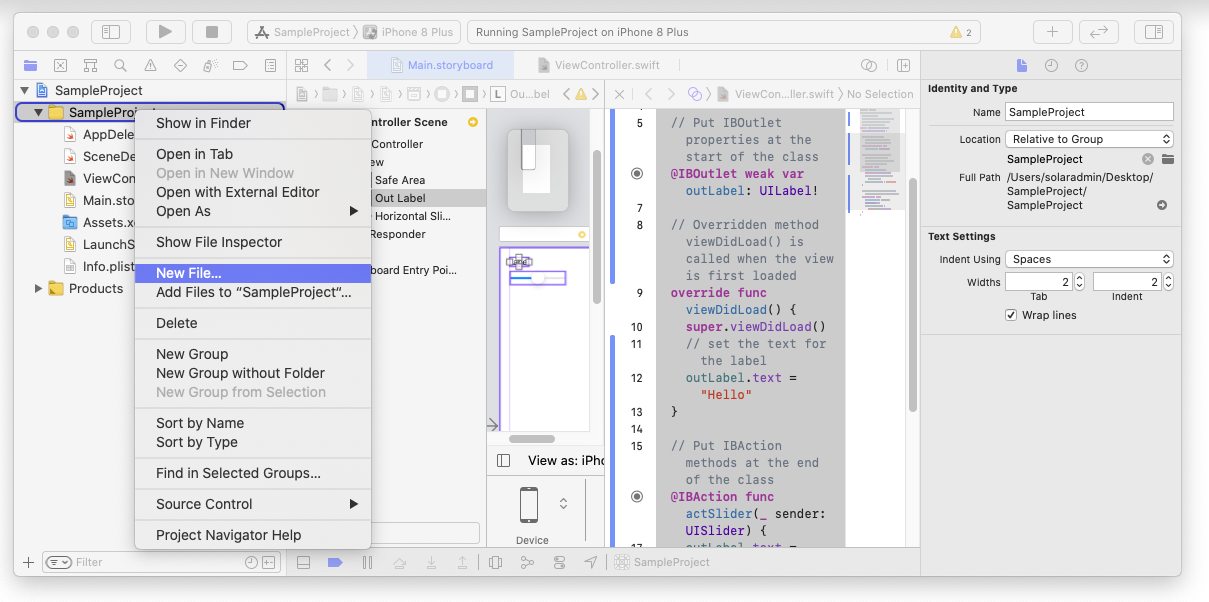 SampleProject
iPhone 8 Plus
Running SampleProject on iPhone 8 Plus
2
Main.storyboard
ViewController.swift
SampleProject
SampleProject
AppDele
SceneDe
ViewCon
Main.sto
Assets.xc
LaunchS
Info.plist
Products
Filter
Show in Finder
Open in Tab
Open in New Window
Open with External Editor
Open As
Show File Inspector
New File...
Add Files to “SampleProject”...
Delete
New Group
New Group without Folder
New Group from Selection
Sort by Name
Sort by Type
Find in Selected Groups...
Source Control
Project Navigator Help
ntroller Scene
Controller
ew
Safe Area
Out Label
Horizontal Sli...
Responder
board Entry Poi...
L Ou...bel
View as: iPho
Device
ViewCon...ller.swift
No Selection
5 // Put IBOutlet
properties at the
start of the class
@IBOutlet weak var
outLabel: UILabel!
7
8 // Overridden method
viewDidLoad() is
called when the view
is first loaded
9 override func
viewDidLoad() {
10 super.viewDidLoad()
11 // set the text for
the label
12 outLabel.text =
"Hello"
13 }
14
15 // Put IBAction
methods at the end
of the class
@IBAction func
actSlider(_ sender:
UISlider) {
17 outLabel.text =
SampleProject
Identity and Type
Name SampleProject
Location Relative to Group
SampleProject
Full Path /Users/solaradmin/Desktop/
SampleProject/
SampleProject
Text Settings
Indent Using Spaces
Widths 2 2
Tab Indent
Wrap lines